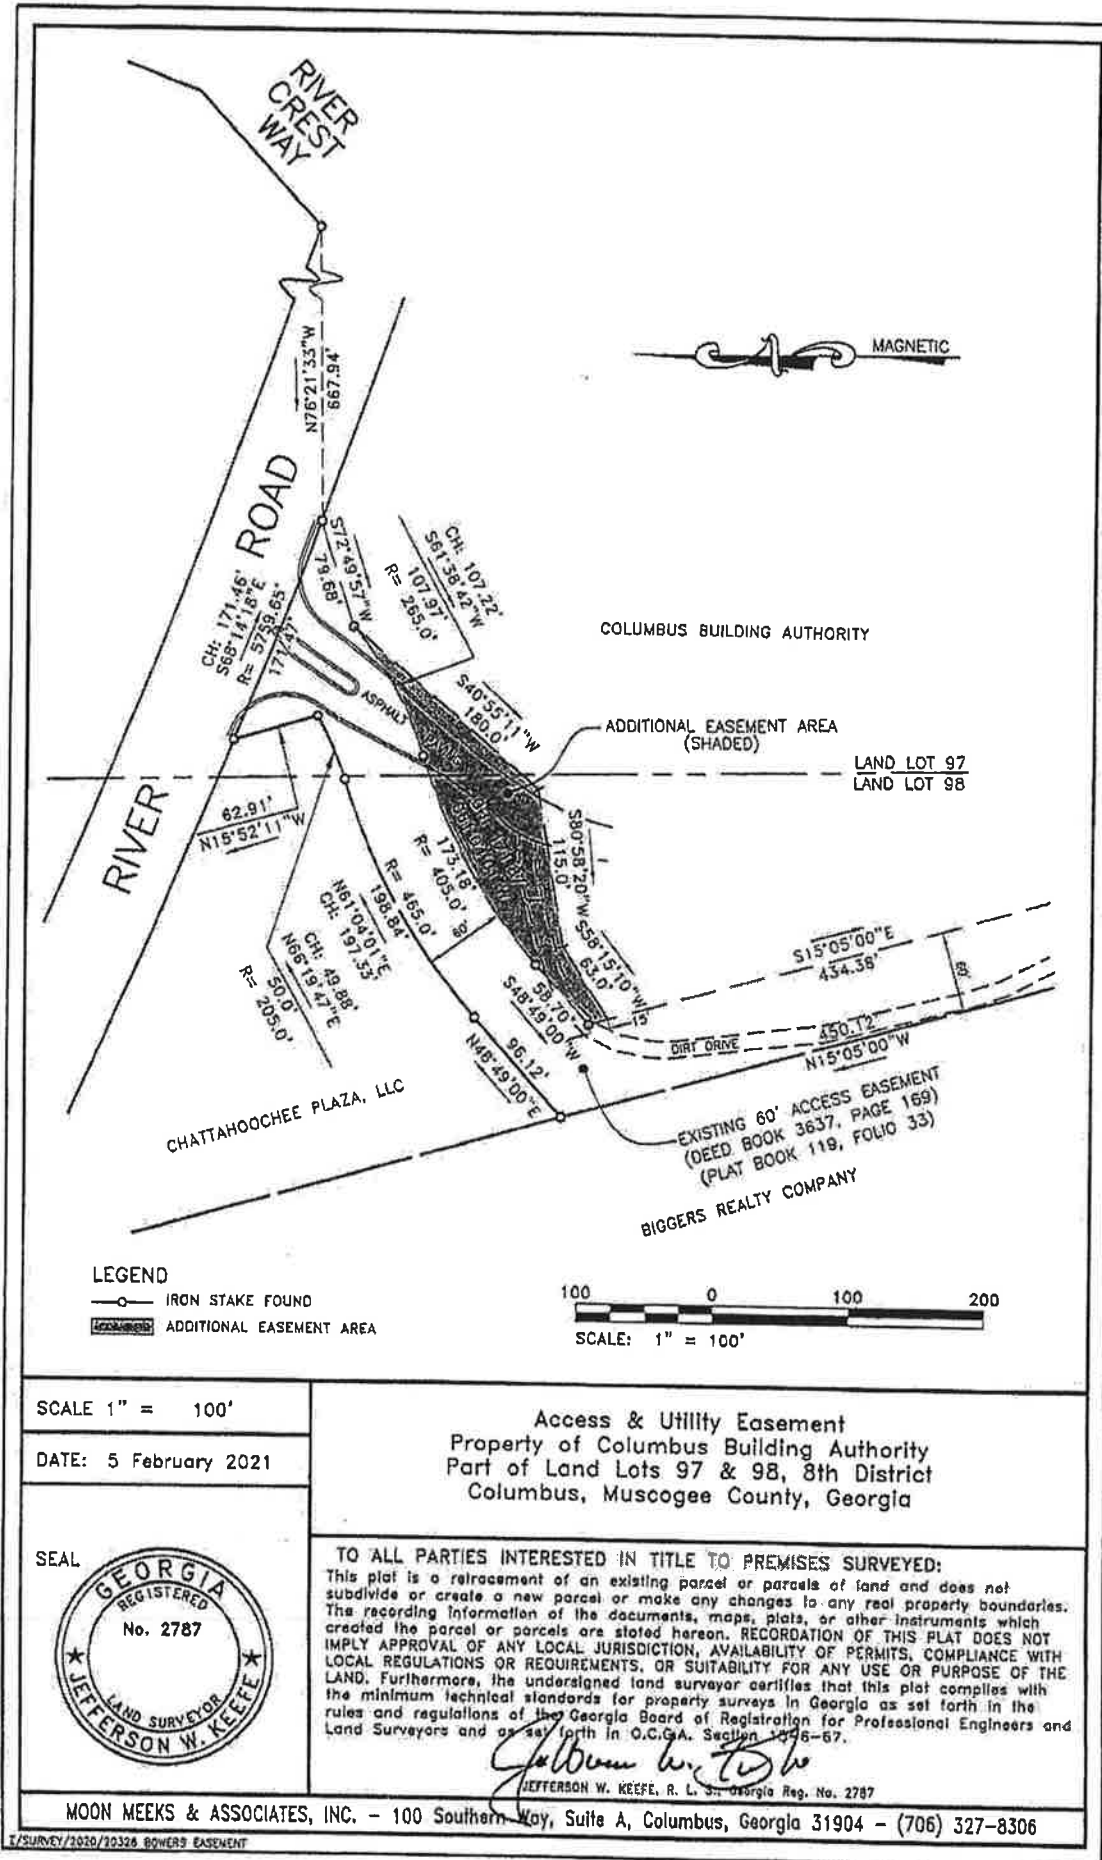 RIVER
CREST
WAY
MAGNETIC
N76°21'33"W
667.94'
RIVER ROAD
CH: 171.46'
S68°14'18"E
R= 5759.65'
171.47'
S72°49'57"W
79.68'
CH: 107.22'
S61°38'42"W
107.97'
R= 265.0'
COLUMBUS BUILDING AUTHORITY
ASPHALT
S40°55'11"W
180.0'
ADDITIONAL EASEMENT AREA
(SHADED)
LAND LOT 97
LAND LOT 98
62.91'
N15°52'11"W
S80°58'20"W
115.0'
173.18'
R= 405.0'
60'
R= 465.0'
198.84'
N61°04'01"E
CH: 197.33'
CH: 49.88'
N66°19'47"E
50.0'
R= 205.0'
S58°15'10"W
63.0'
15'
58.70'
S48°49'00"W
S15°05'00"E
434.38'
60'
DIRT DRIVE
450.12'
N15°05'00"W
96.12'
N48°49'00"E
CHATTAHOOCHEE PLAZA, LLC
EXISTING 60' ACCESS EASEMENT
(DEED BOOK 3637, PAGE 169)
(PLAT BOOK 119, FOLIO 33)
BIGGERS REALTY COMPANY
LEGEND
IRON STAKE FOUND
ADDITIONAL EASEMENT AREA
100 0 100 200
SCALE: 1" = 100'
SCALE 1" = 100'
DATE: 5 February 2021
SEAL
GEORGIA
REGISTERED
No. 2787
LAND SURVEYOR
JEFFERSON W. KEEFE
Access & Utility Easement
Property of Columbus Building Authority
Part of Land Lots 97 & 98, 8th District
Columbus, Muscogee County, Georgia
TO ALL PARTIES INTERESTED IN TITLE TO PREMISES SURVEYED:
This plat is a retracement of an existing parcel or parcels of land and does not
subdivide or create a new parcel or make any changes to any real property boundaries.
The recording information of the documents, maps, plats, or other instruments which
created the parcel or parcels are stated hereon. RECORDATION OF THIS PLAT DOES NOT
IMPLY APPROVAL OF ANY LOCAL JURISDICTION, AVAILABILITY OF PERMITS, COMPLIANCE WITH
LOCAL REGULATIONS OR REQUIREMENTS, OR SUITABILITY FOR ANY USE OR PURPOSE OF THE
LAND. Furthermore, the undersigned land surveyor certifies that this plat complies with
the minimum technical standards for property surveys in Georgia as set forth in the
rules and regulations of the Georgia Board of Registration for Professional Engineers and
Land Surveyors and as set forth in O.C.G.A. Section
JEFFERSON W. KEEFE, R. L. S., Georgia Reg. No. 2787
MOON MEEKS & ASSOCIATES, INC. - 100 Southern Way, Suite A, Columbus, Georgia 31904 - (706) 327-8306
I/SURVEY/2020/20326 BOWERS EASEMENT